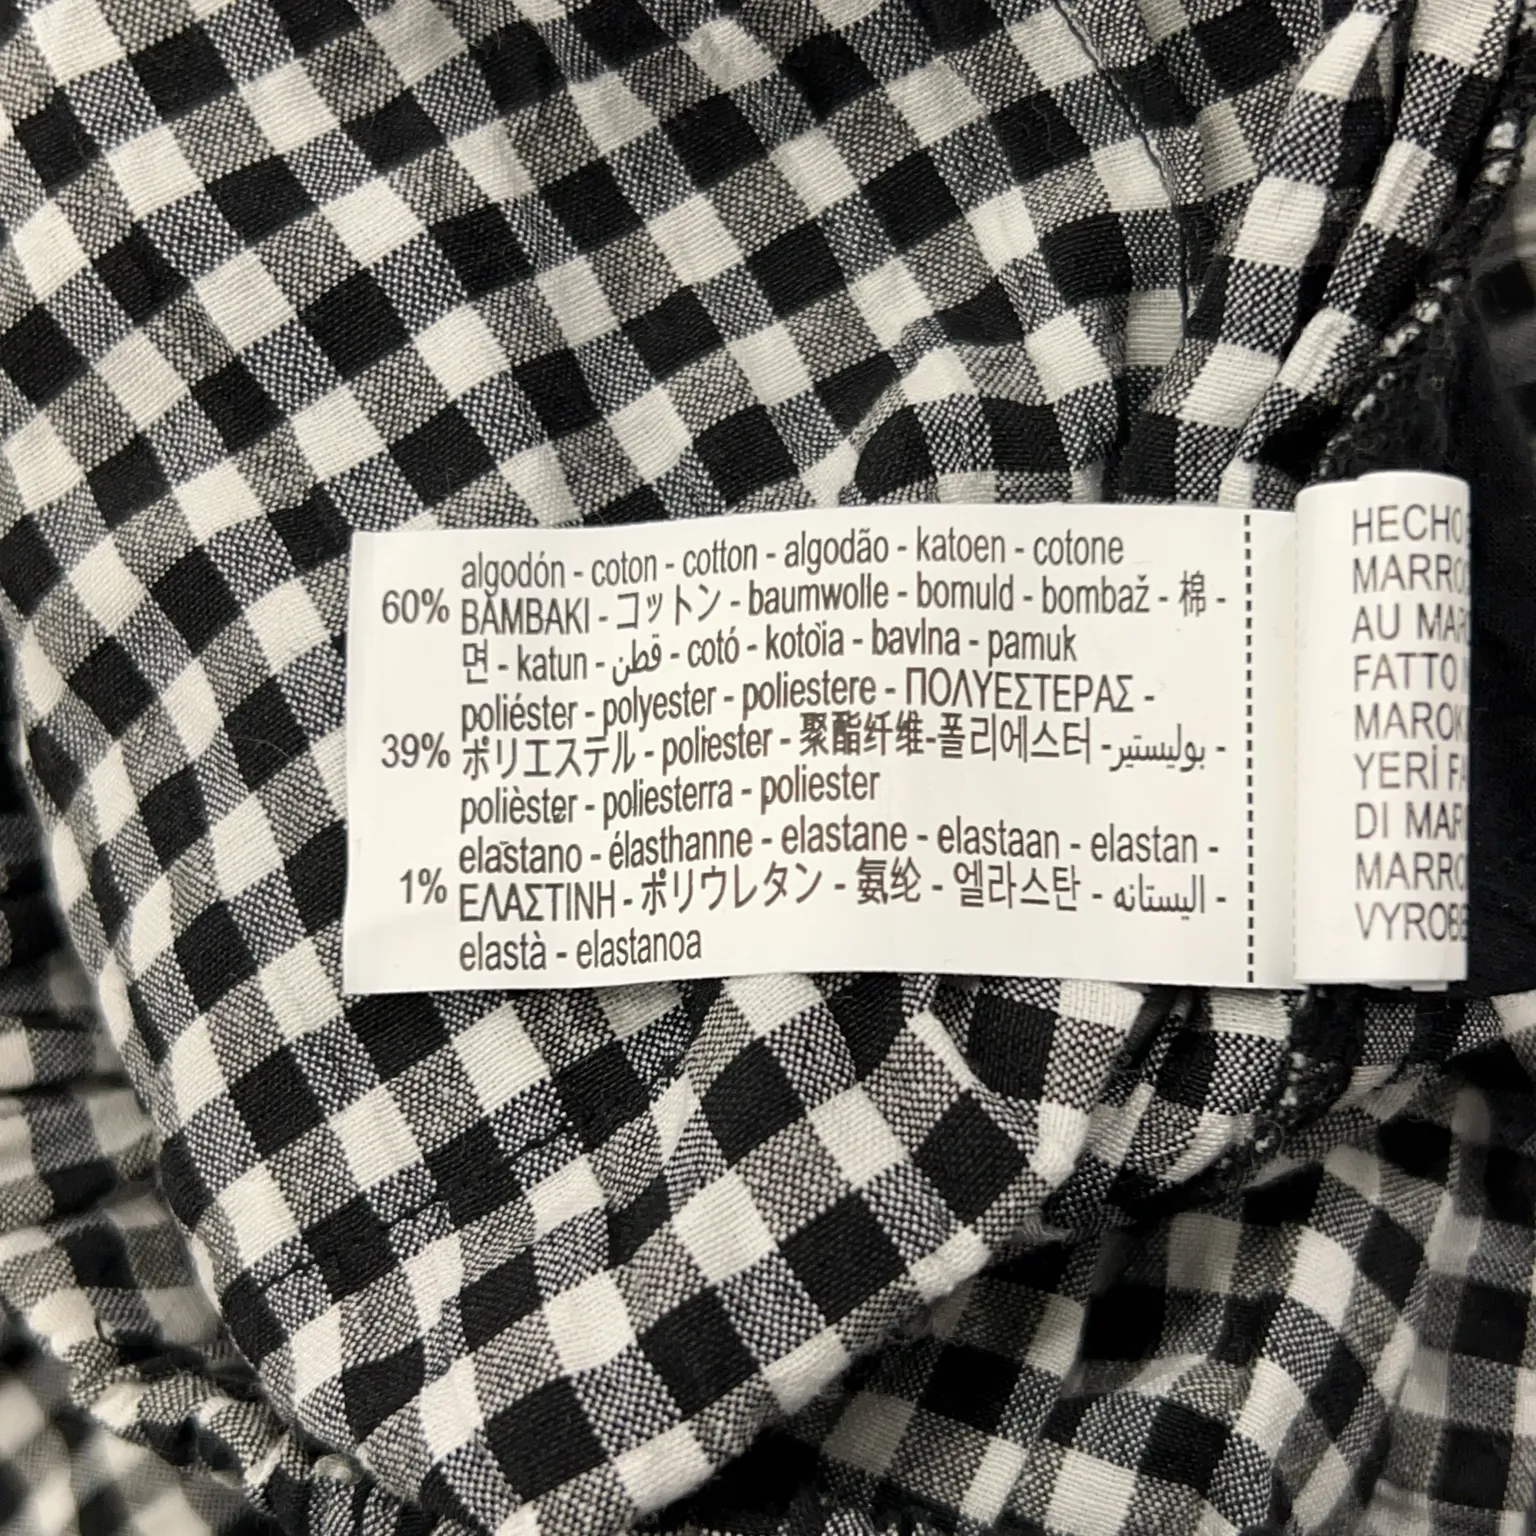 algodón - coton - cotton - algodão - katoen - cotone
60% BAMBAKI - コットン - baumwolle - bomuld - bombaž - 棉 -
면 - katun - قطن - cotó - kotoia - bavlna - pamuk
poliéster - polyester - poliestere - ΠΟΛΥΕΣΤΕΡΑΣ -
39% ポリエステル - poliester - 聚酯纤维-폴리에스터 - بوليستير -
polièster - poliesterra - poliester
elastano - élasthanne - elastane - elastaan - elastan -
1% ΕΛΑΣΤΙΝΗ - ポリウレタン - 氨纶 - 엘라스탄 - اليستانه -
elastà - elastanoa
HECHO
MARRO
AU MAR
FATTO
MAROK
YERİ FA
DI MAR
MARRO
VYROBE